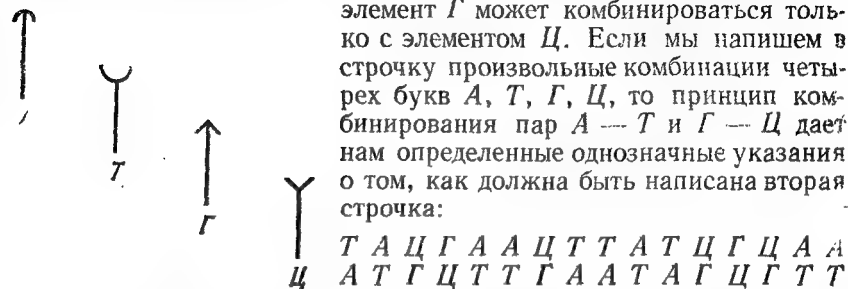 элемент Г может комбинироваться толь-
ко с элементом Ц. Если мы напишем в
строчку произвольные комбинации четы-
рех букв А, Т, Г, Ц, то принцип ком-
бинирования пар А — Т и Г — Ц дает
нам определенные однозначные указания
о том, как должна быть написана вторая
строчка:
Т А Ц Г А А Ц Т Т А Т Ц Г Ц А А
А Т Г Ц Т Т Г А А Т А Г Ц Г Т Т
Т
Г
Ц